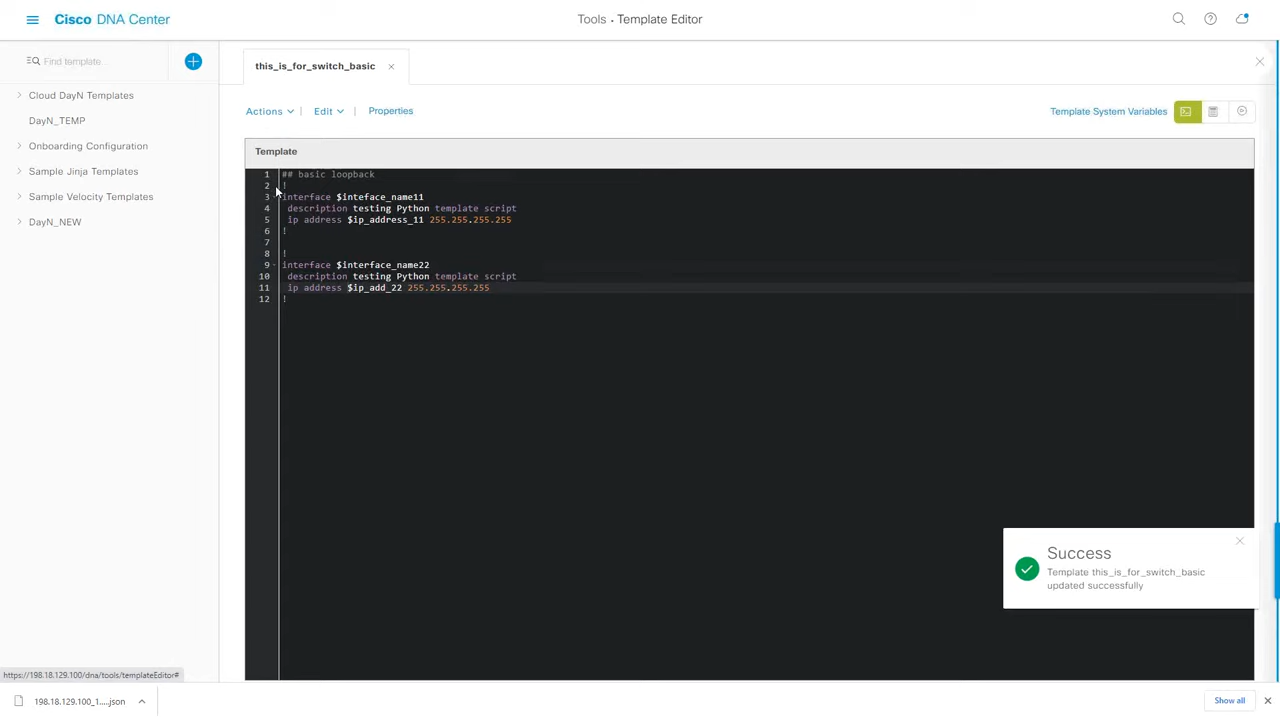 Cisco DNA Center
Tools • Template Editor
Find template...
this_is_for_switch_basic
Cloud DayN Templates
DayN_TEMP
Onboarding Configuration
Sample Jinja Templates
Sample Velocity Templates
DayN_NEW
Actions | Edit | Properties
Template System Variables
Template
1 ## basic loopback
2 !
3 interface $inteface_name11
4 description testing Python template script
5 ip address $ip_address_11 255.255.255.255
6 !
7
8 !
9 interface $interface_name22
10 description testing Python template script
11 ip address $ip_add_22 255.255.255.255
12 !
Success
Template this_is_for_switch_basic
updated successfully
https://198.18.129.100/dna/tools/templateEditor#
198.18.129.100_1....json
Show all